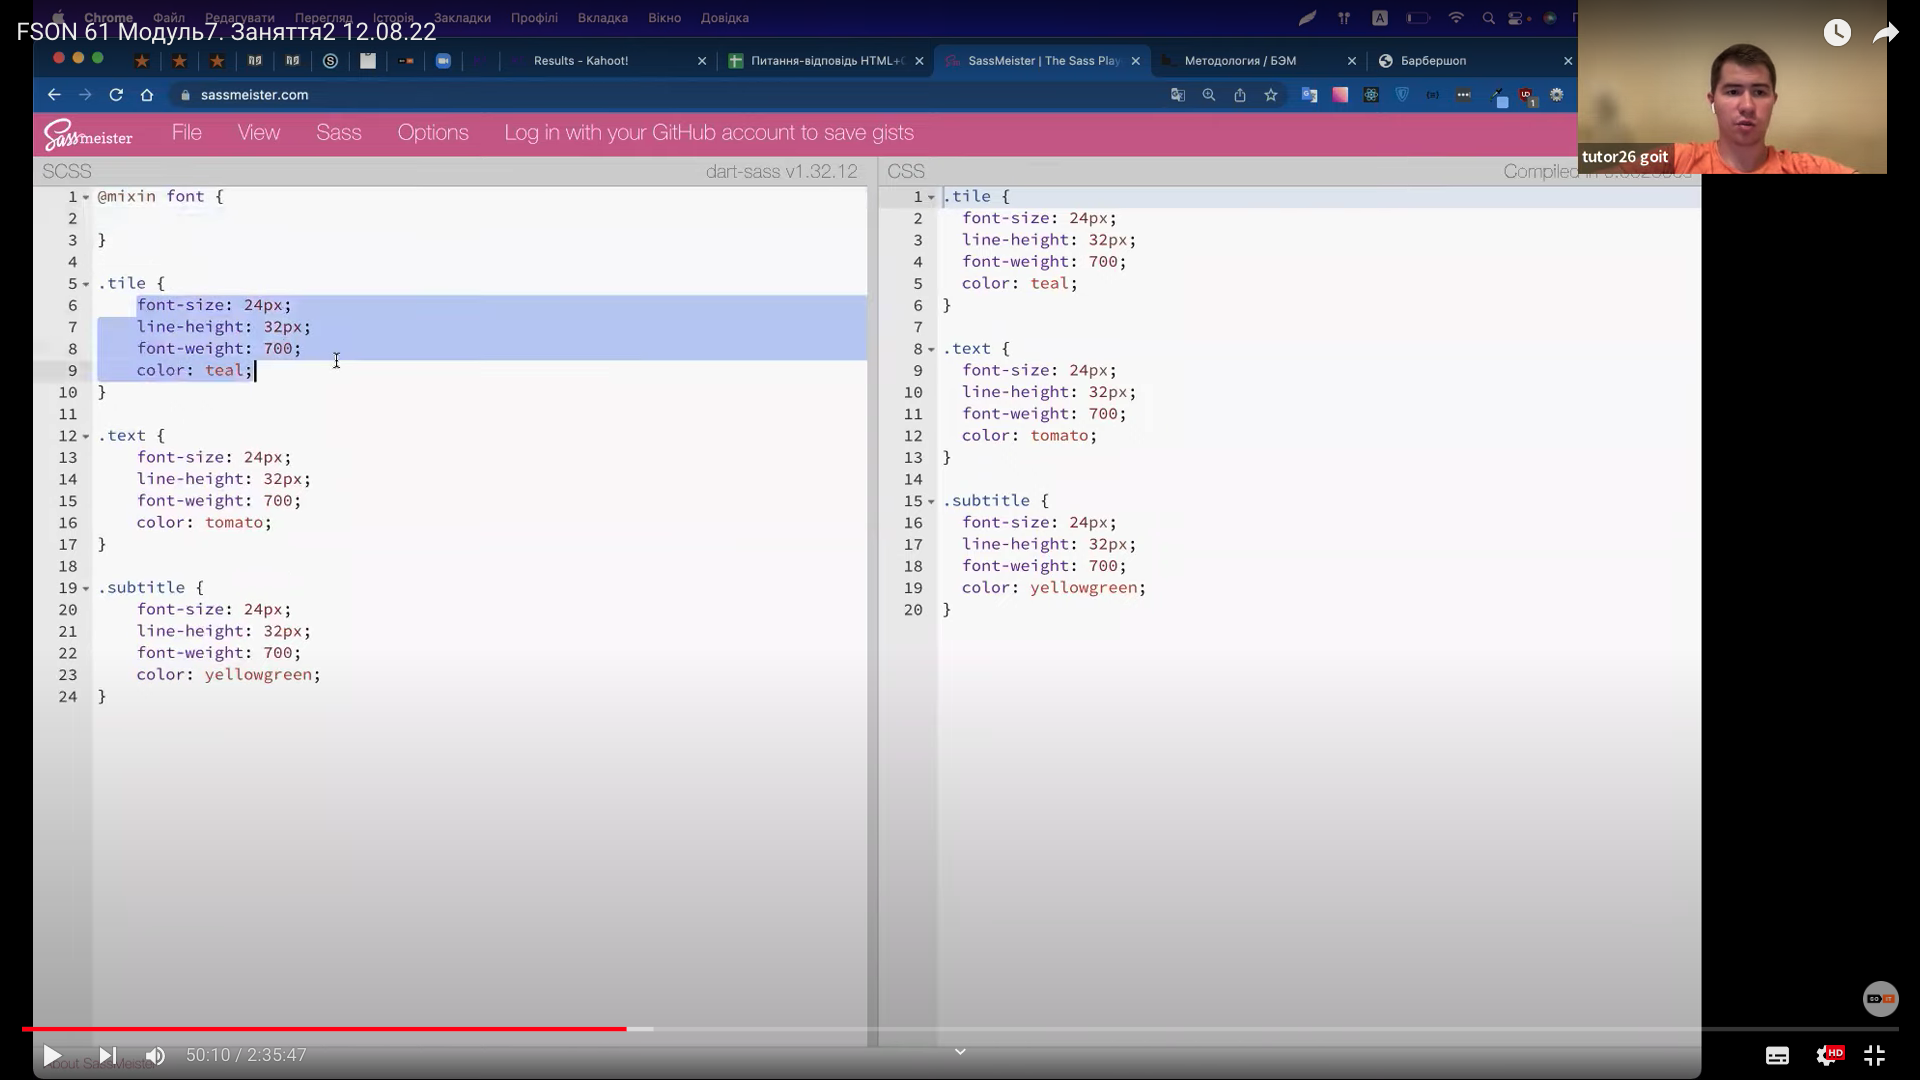 Chrome Файл Редагувати Перегляд Історія Закладки Профілі Вкладка Вікно Довідка
FSON 61 Модуль7. Заняття2 12.08.22
Results - Kahoot!
Питання-відповідь HTML+
SassMeister | The Sass Play
Методология / БЭМ
Барбершоп
sassmeister.com
SassMeister File View Sass Options Log in with your GitHub account to save gists
tutor26 goit
SCSS dart-sass v1.32.12
1 @mixin font {
2
3 }
4
5 .tile {
6 font-size: 24px;
7 line-height: 32px;
8 font-weight: 700;
9 color: teal;
10 }
11
12 .text {
13 font-size: 24px;
14 line-height: 32px;
15 font-weight: 700;
16 color: tomato;
17 }
18
19 .subtitle {
20 font-size: 24px;
21 line-height: 32px;
22 font-weight: 700;
23 color: yellowgreen;
24 }
CSS Compiled in
1 .tile {
2 font-size: 24px;
3 line-height: 32px;
4 font-weight: 700;
5 color: teal;
6 }
7
8 .text {
9 font-size: 24px;
10 line-height: 32px;
11 font-weight: 700;
12 color: tomato;
13 }
14
15 .subtitle {
16 font-size: 24px;
17 line-height: 32px;
18 font-weight: 700;
19 color: yellowgreen;
20 }
50:10 / 2:35:47
HD
About SassMeister